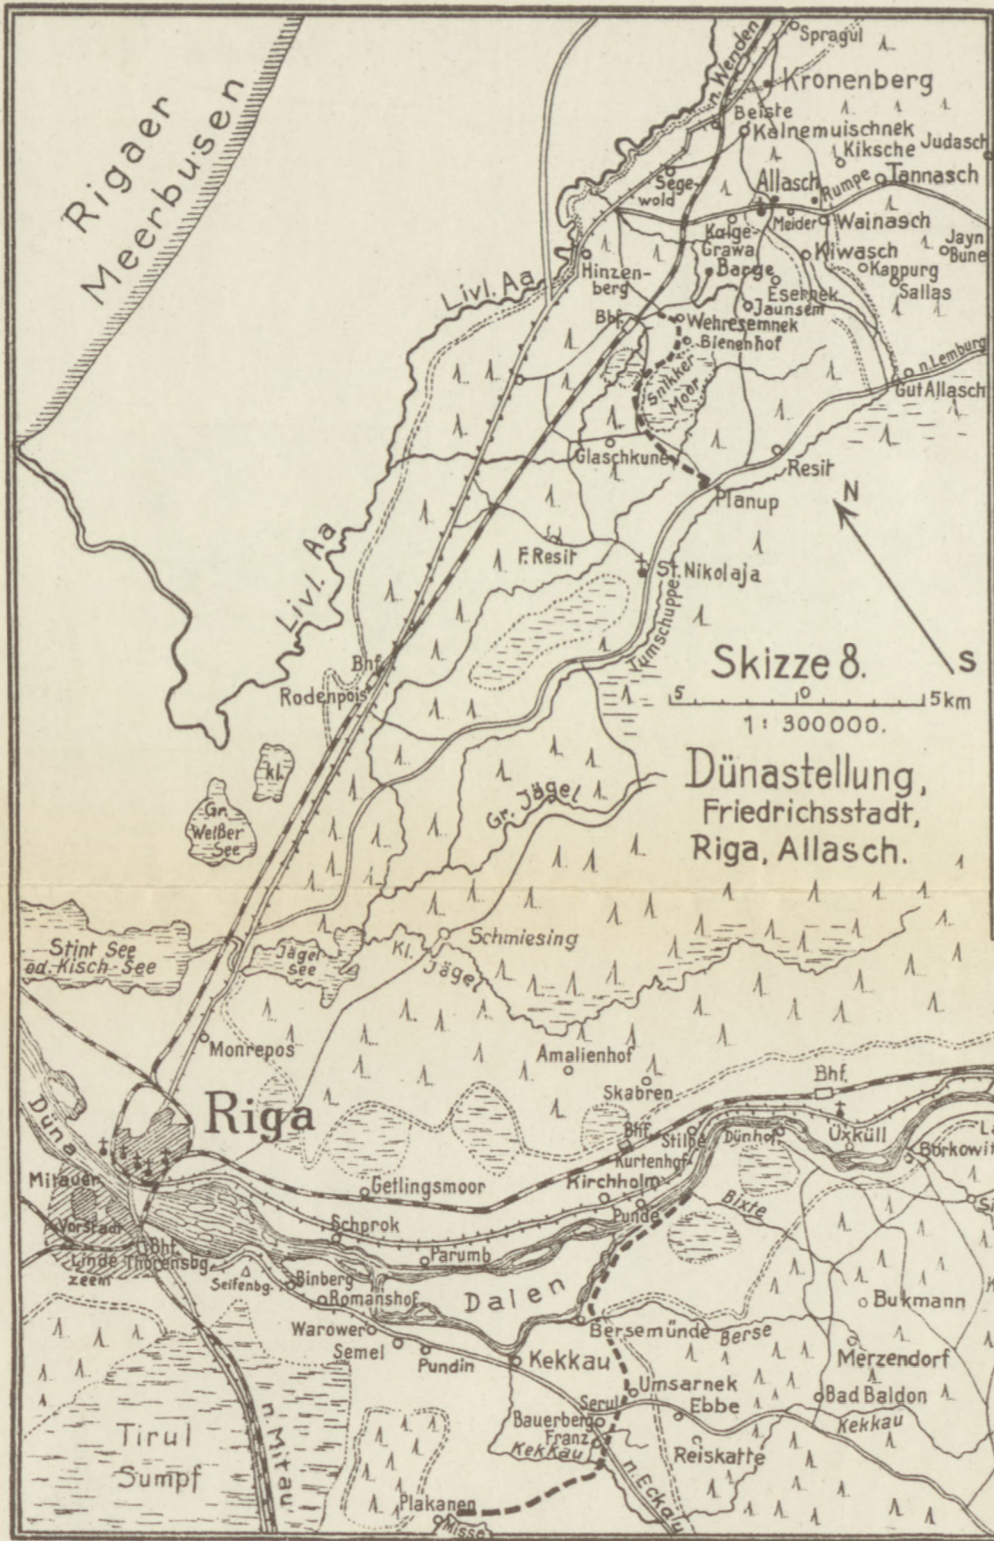 Rigaer
Meerbusen
Spragul
n. Wenden
Kronenberg
Beiste
Kalnemuischnek
Kiksche
Judasch
Segewold
Allasch
Rumpe
Tannasch
Meider
Wainasch
Kalge
Grawa
Kiwasch
Jayn
Bune
Hinzen-
berg
Barge
Kappurg
Esernek
Sallas
Jaunsem
Livl. Aa
Bhf.
Wehresemnek
Bienenhof
Snikker
Moor
n. Lemburg
Gut Allasch
Glaschkune
Resit
Planup
N
S
F. Resit
St. Nikolaja
Livl. Aa
Tumschuppe
Bhf.
Rodenpois
Skizze 8.
5 0 5 km
1 : 300000.
Dünastellung,
Friedrichsstadt,
Riga, Allasch.
kl.
Gr.
Weißer
See
Gr. Jägel
Stint See
od. Kisch-See
Jägel
See
Kl. Jägel
Schmiesing
Monrepos
Amalienhof
Skabren
Bhf.
Düna
Riga
Bhf.
Kurtenhof
Stilbe
Dünhof
Üxküll
Borkowit
Mitauer
Vorstadt
Getlingsmoor
Kirchholm
Punde
Bixte
Schprok
Parumb
Linde
zeem
Bhf.
Thorensbg.
Seifenbg.
Binberg
Romanshof
Dalen
Bukmann
Warower
Semel
Pundin
Bersemünde
Berse
Kekkau
Merzendorf
Umsarnek
Ebbe
Bad Baldon
Kekkau
Serul
Bauerberg
Franz
Kekkau
Reiskatte
Tirul
Sumpf
n. Mitau
n. Eckau
Plakanen
Misse